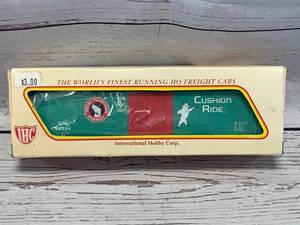 $3.00
THE WORLD'S FINEST RUNNING HO FREIGHT CARS
CUSHION
RIDE
IHC
International Hobby Corp.